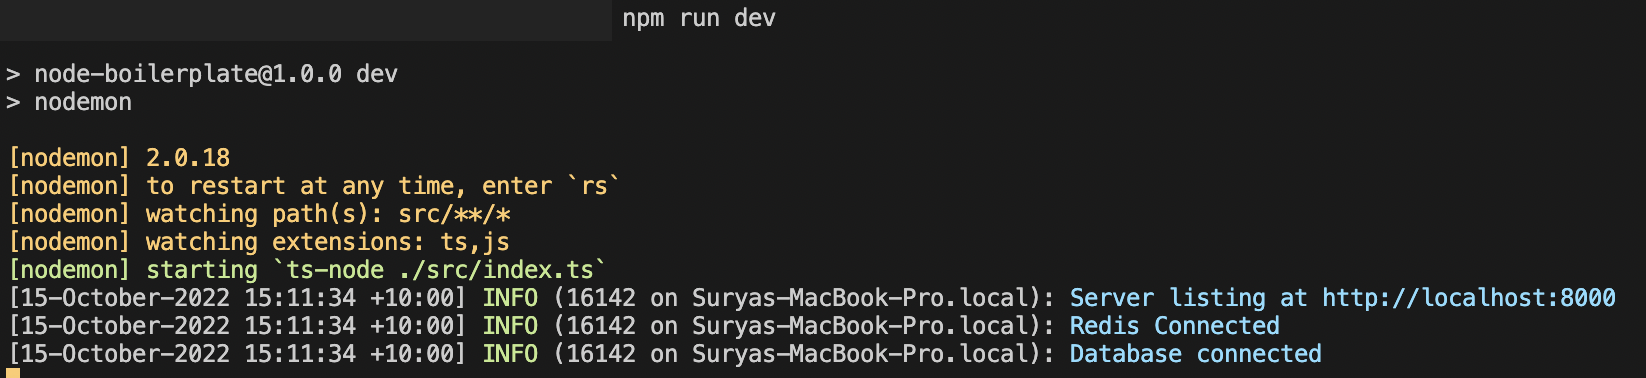 npm run dev
> node-boilerplate@1.0.0 dev
> nodemon
[nodemon] 2.0.18
[nodemon] to restart at any time, enter `rs`
[nodemon] watching path(s): src/**/*
[nodemon] watching extensions: ts,js
[nodemon] starting `ts-node ./src/index.ts`
[15-October-2022 15:11:34 +10:00] INFO (16142 on Suryas-MacBook-Pro.local): Server listing at http://localhost:8000
[15-October-2022 15:11:34 +10:00] INFO (16142 on Suryas-MacBook-Pro.local): Redis Connected
[15-October-2022 15:11:34 +10:00] INFO (16142 on Suryas-MacBook-Pro.local): Database connected